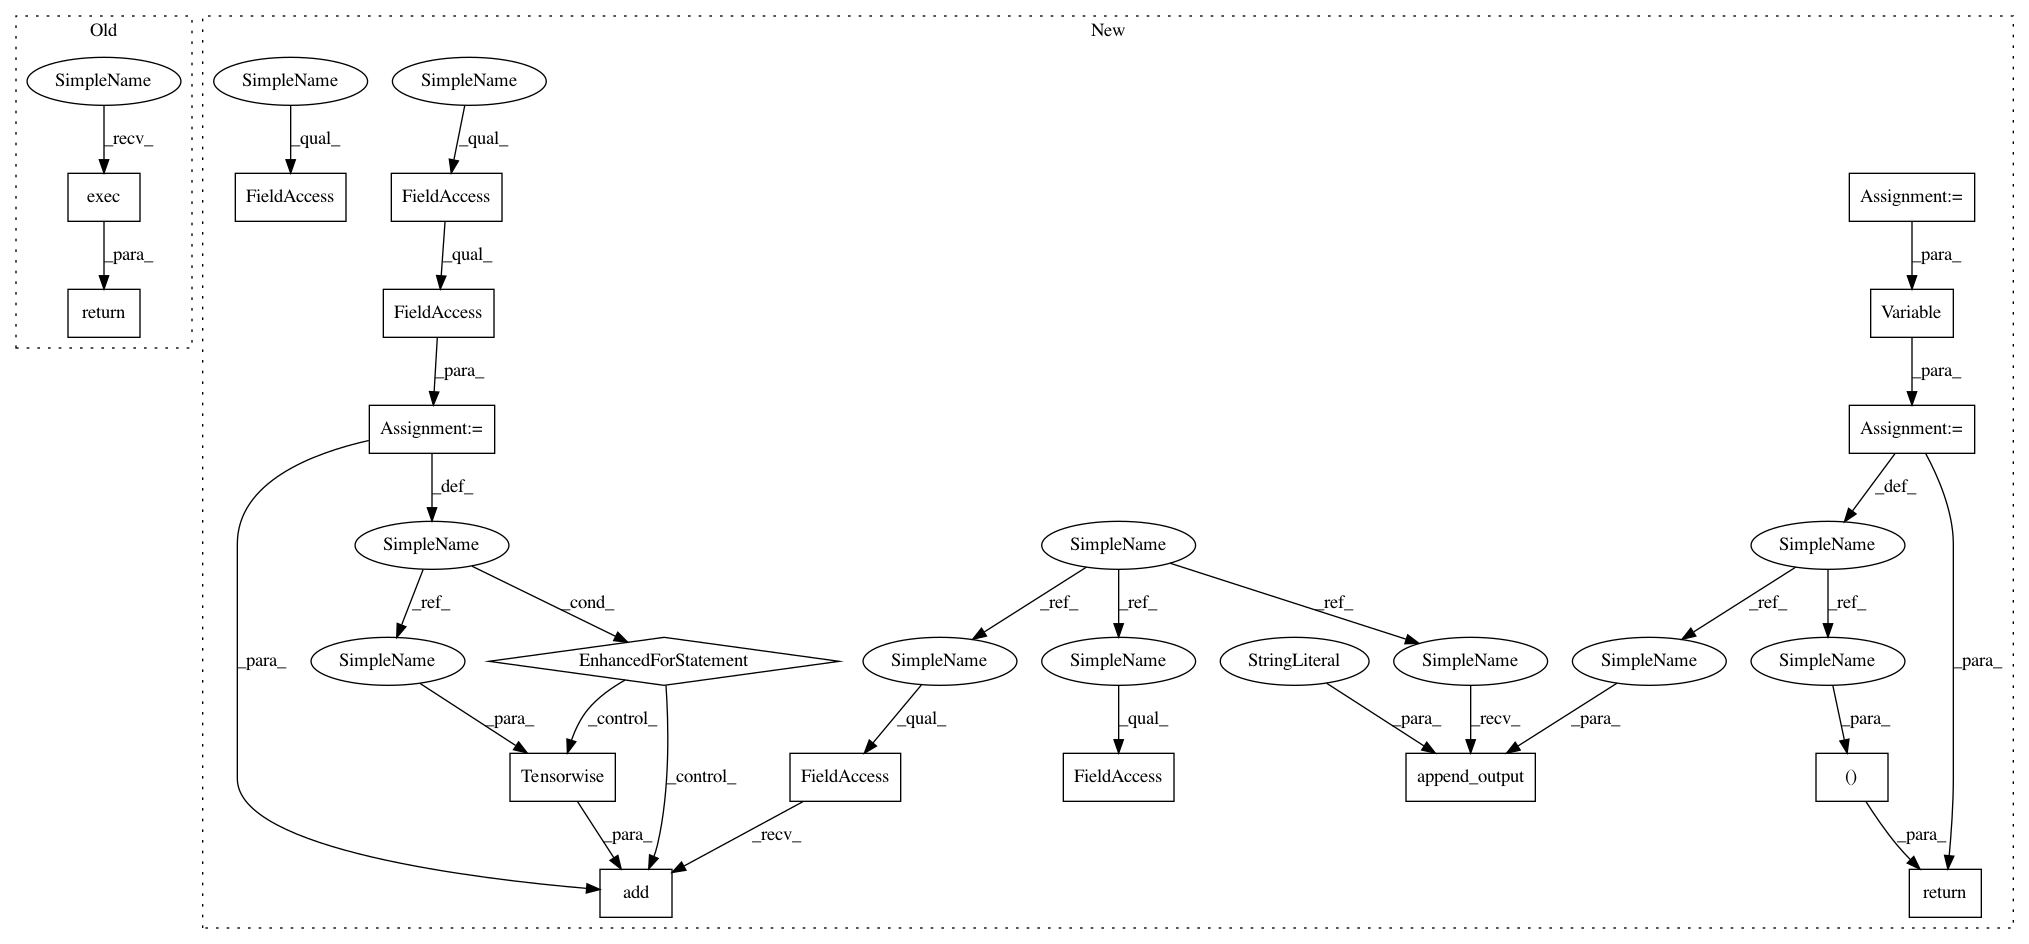 Old
New
SimpleName
SimpleName
SimpleName
_recv_
_qual_
_qual_
exec
FieldAccess
FieldAccess
Assignment:=
_para_
_qual_
_para_
return
FieldAccess
Variable
_para_
_para_
Assignment:=
Assignment:=
_def_
_def_
SimpleName
SimpleName
SimpleName
_ref_
_cond_
_ref_
_ref_
_ref_
_ref_
_ref_
_para_
SimpleName
EnhancedForStatement
SimpleName
SimpleName
StringLiteral
SimpleName
SimpleName
SimpleName
_para_
_para_
_control_
_qual_
_qual_
_para_
_recv_
_para_
_para_
Tensorwise
_control_
FieldAccess
FieldAccess
append_output
()
_para_
_recv_
_para_
add
return